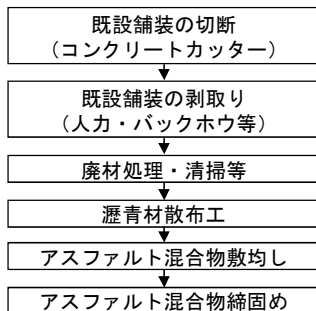 既設舗装の切断
（コンクリートカッター）
既設舗装の剥取り
（人力・バックホウ等）
廃材処理・清掃等
瀝青材散布工
アスファルト混合物敷均し
アスファルト混合物締固め